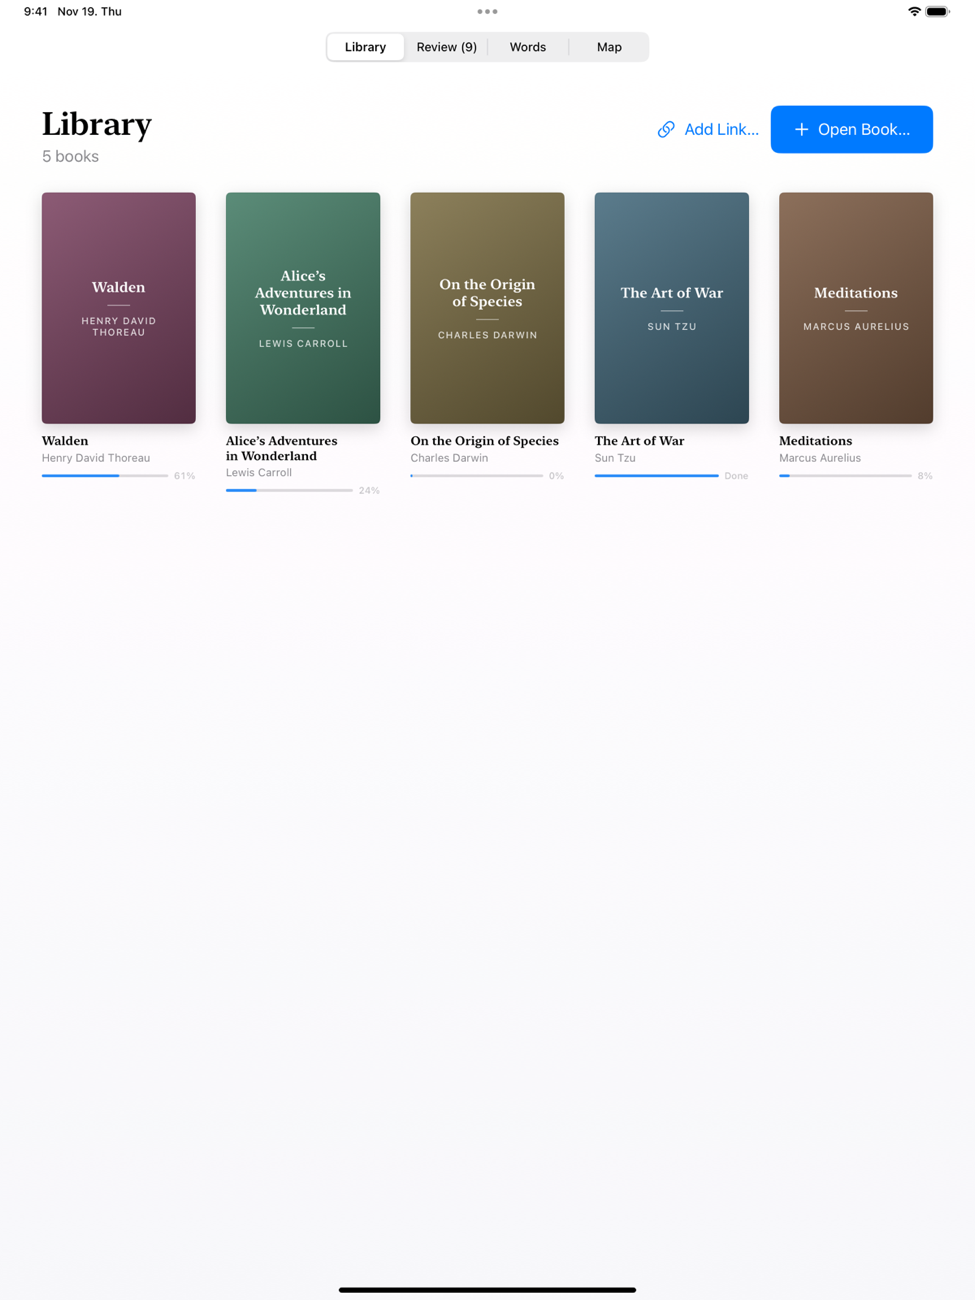 9:41 Nov 19. Thu
Library Review (9) Words Map
Library
5 books
Add Link...
Open Book...
Walden
HENRY DAVID
THOREAU
Alice’s
Adventures in
Wonderland
LEWIS CARROLL
On the Origin
of Species
CHARLES DARWIN
The Art of War
SUN TZU
Meditations
MARCUS AURELIUS
Walden
Henry David Thoreau
61%
Alice’s Adventures
in Wonderland
Lewis Carroll
24%
On the Origin of Species
Charles Darwin
0%
The Art of War
Sun Tzu
Done
Meditations
Marcus Aurelius
8%